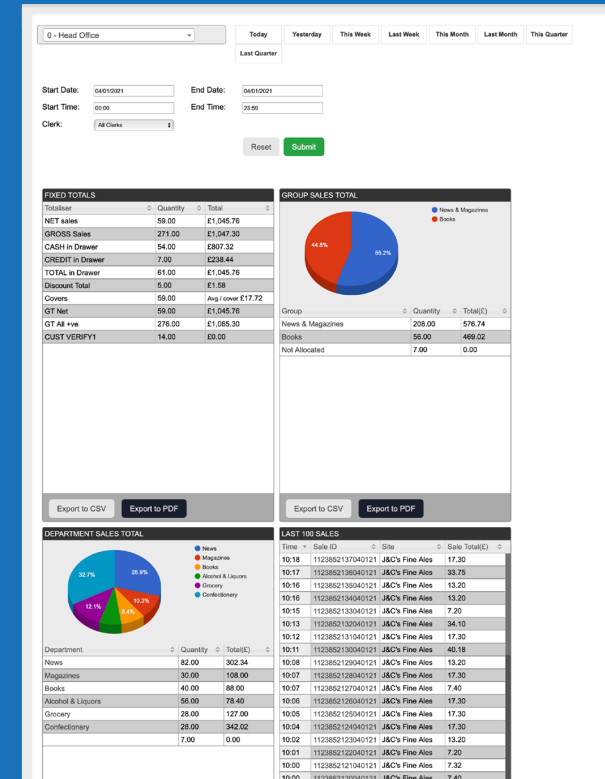 0 - Head Office
Today Yesterday This Week Last Week This Month Last Month This Quarter
Last Quarter
Start Date: 04/01/2021 End Date: 04/01/2021
Start Time: 00:00 End Time: 23:59
Clerk: All Clerks
Reset Submit
FIXED TOTALS
Totaliser Quantity Total
NET sales 59.00 £1,045.76
GROSS Sales 271.00 £1,047.30
CASH in Drawer 54.00 £807.32
CREDIT in Drawer 7.00 £238.44
TOTAL in Drawer 61.00 £1,045.76
Discount Total 5.00 £1.58
Covers 59.00 Avg / cover £17.72
GT Net 59.00 £1,045.76
GT All +ve 276.00 £1,065.30
CUST VERIFY1 14.00 £0.00
Export to CSV Export to PDF
GROUP SALES TOTAL
44.8%
55.2%
News & Magazines
Books
Group Quantity Total(£)
News & Magazines 208.00 576.74
Books 56.00 469.02
Not Allocated 7.00 0.00
Export to CSV Export to PDF
DEPARTMENT SALES TOTAL
32.7%
28.9%
10.3%
8.4%
12.1%
News
Magazines
Books
Alcohol & Liquors
Grocery
Confectionery
Department Quantity Total(£)
News 82.00 302.34
Magazines 30.00 108.00
Books 40.00 88.00
Alcohol & Liquors 56.00 78.40
Grocery 28.00 127.00
Confectionery 28.00 342.02
7.00 0.00
LAST 100 SALES
Time Sale ID Site Sale Total(£)
10:18 1123852137040121 J&C's Fine Ales 17.30
10:17 1123852136040121 J&C's Fine Ales 33.75
10:16 1123852135040121 J&C's Fine Ales 13.20
10:16 1123852134040121 J&C's Fine Ales 13.20
10:15 1123852133040121 J&C's Fine Ales 7.20
10:13 1123852132040121 J&C's Fine Ales 34.10
10:12 1123852131040121 J&C's Fine Ales 17.30
10:11 1123852130040121 J&C's Fine Ales 40.18
10:08 1123852129040121 J&C's Fine Ales 13.20
10:07 1123852128040121 J&C's Fine Ales 17.30
10:07 1123852127040121 J&C's Fine Ales 7.40
10:06 1123852126040121 J&C's Fine Ales 17.30
10:05 1123852125040121 J&C's Fine Ales 17.30
10:04 1123852124040121 J&C's Fine Ales 17.30
10:02 1123852123040121 J&C's Fine Ales 13.20
10:01 1123852122040121 J&C's Fine Ales 7.20
10:00 1123852121040121 J&C's Fine Ales 7.32
10:00 1123852120040121 J&C's Fine Ales 7.40